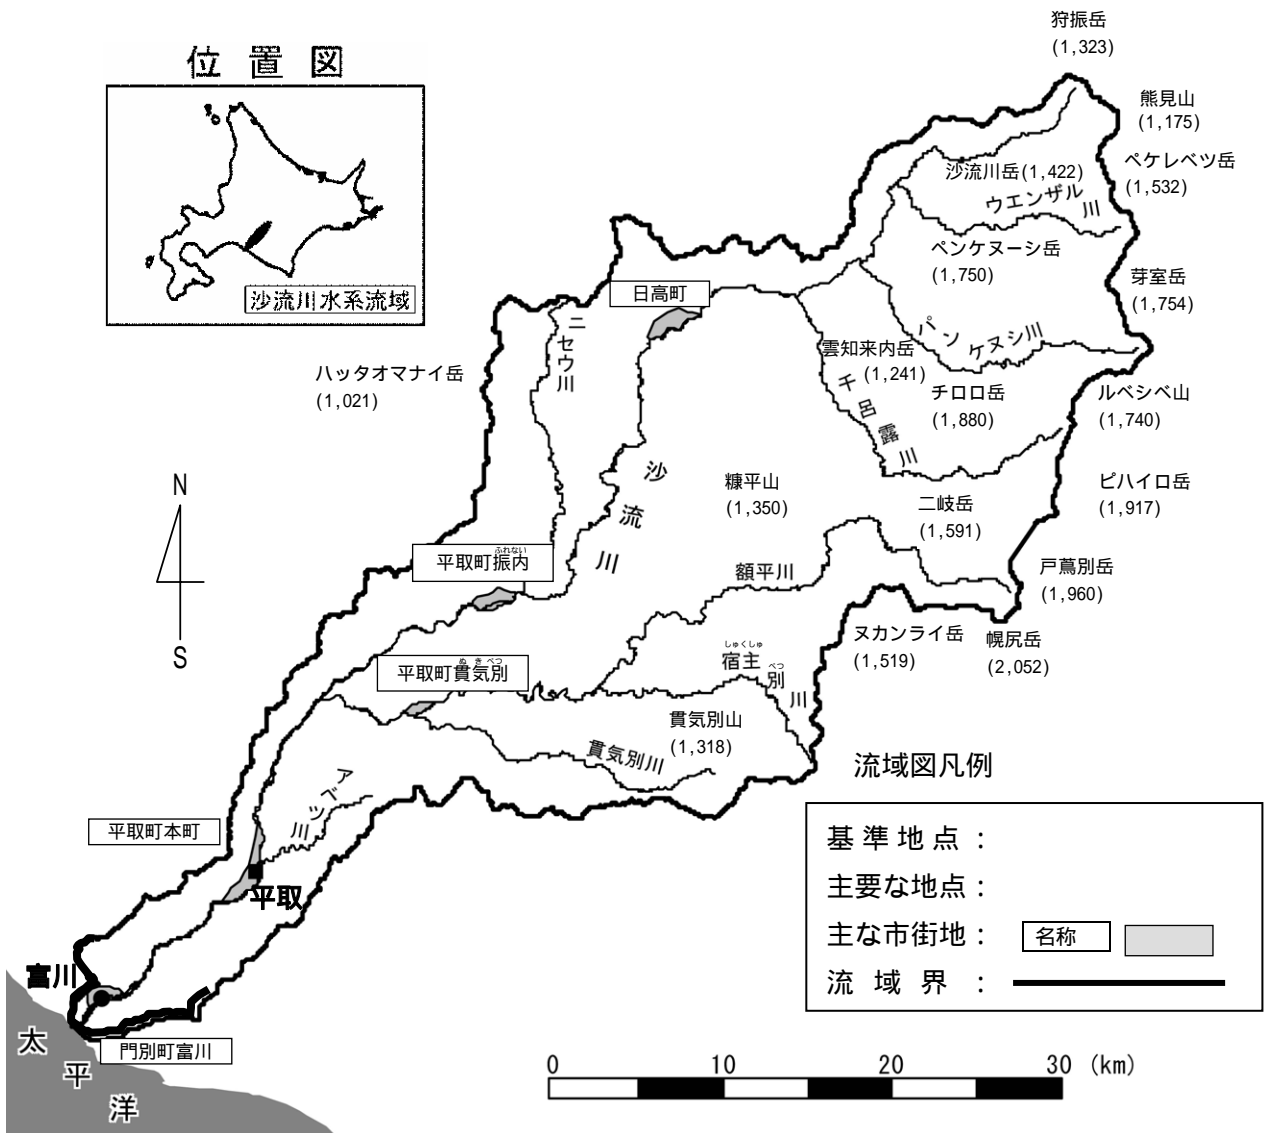 位置図
沙流川水系流域
狩振岳
(1,323)
熊見山
(1,175)
ペケレベツ岳
(1,532)
沙流川岳(1,422)
ウエンザル川
ペンケヌーシ岳
(1,750)
芽室岳
(1,754)
日高町
ニセウ川
パンケヌシ川
雲知来内岳
(1,241)
ハッタオマナイ岳
(1,021)
チロロ岳
(1,880)
ルベシベ山
(1,740)
千呂露川
沙流川
糠平山
(1,350)
ピパイロ岳
(1,917)
二岐岳
(1,591)
N
S
ふれない
平取町振内
額平川
戸蔦別岳
(1,960)
ヌカンライ岳
(1,519)
幌尻岳
(2,052)
ぬきべつ
平取町貫気別
しゅくしゅ
べつ
宿主別川
貫気別山
(1,318)
貫気別川
アベツ川
平取町本町
平取
富川
門別町富川
太平洋
流域図凡例
基準地点:
主要な地点:
主な市街地: 名称
流域界:
0 10 20 30 (km)